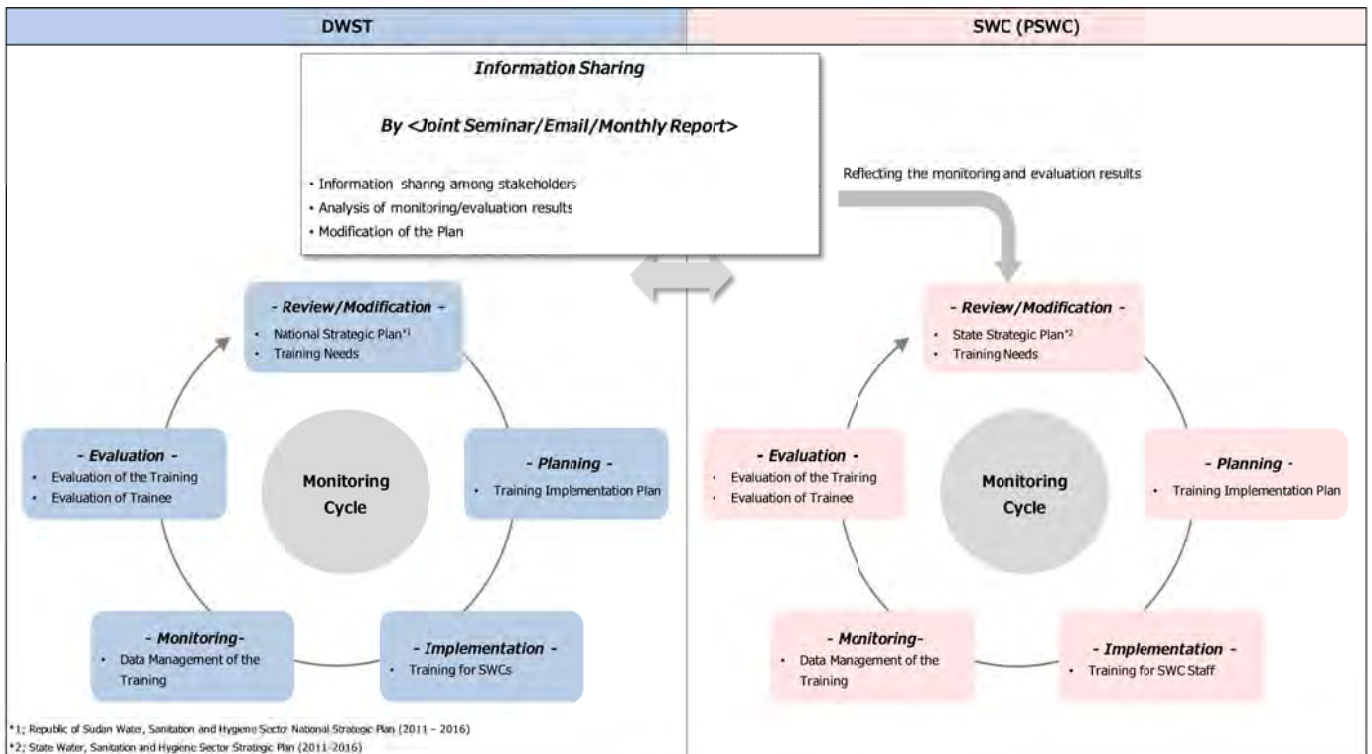 DWST
SWC (PSWC)
Information Sharing
By <Joint Seminar/Email/Monthly Report>
• Information sharing among stakeholders
• Analysis of monitoring/evaluation results
• Modification of the Plan
Reflecting the monitoring and evaluation results
- Review/Modification -
• National Strategic Plan*1
• Training Needs
- Evaluation -
• Evaluation of the Training
• Evaluation of Trainee
Monitoring
Cycle
- Planning -
• Training Implementation Plan
- Monitoring-
• Data Management of the
Training
- Implementation -
• Training for SWCs
- Review/Modification -
• State Strategic Plan*2
• Training Needs
- Evaluation -
• Evaluation of the Training
• Evaluation of Trainee
Monitoring
Cycle
- Planning -
• Training Implementation Plan
- Monitoring-
• Data Management of the
Training
- Implementation -
• Training for SWC Staff
*1; Republic of Sudan Water, Sanitation and Hygiene Sector National Strategic Plan (2011 – 2016)
*2; State Water, Sanitation and Hygiene Sector Strategic Plan (2011-2016)